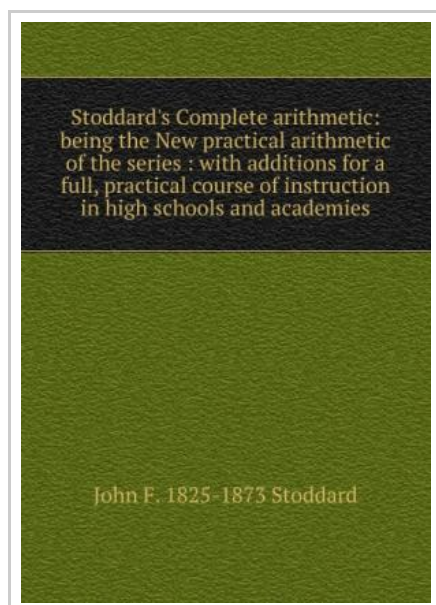 Stoddard's Complete arithmetic:
being the New practical arithmetic
of the series : with additions for a
full, practical course of instruction
in high schools and academies
John F. 1825-1873 Stoddard